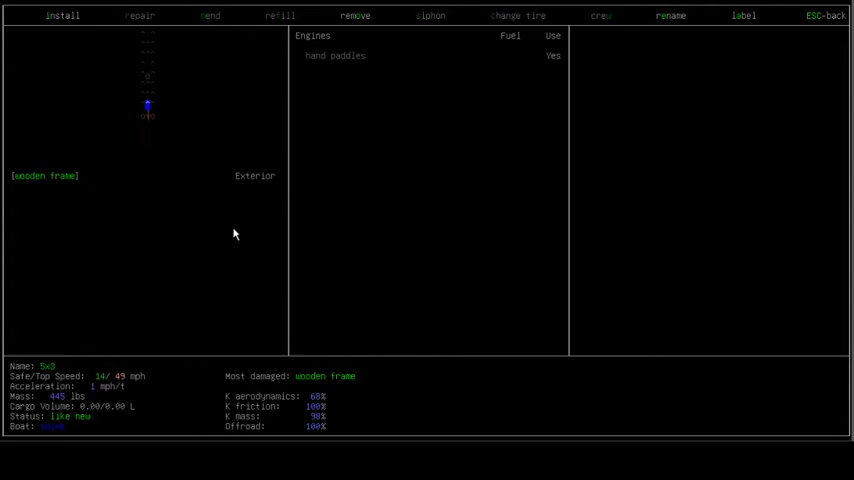 install repair mend refill remove siphon change tire crew rename label ESC-back
Engines Fuel Use
hand paddles Yes
[wooden frame] Exterior
Name: 5x3
Safe/Top Speed: 14/ 49 mph Most damaged: wooden frame
Acceleration: 1 mph/t
Mass: 445 lbs K aerodynamics: 68%
Cargo Volume: 0.00/0.00 L K friction: 100%
Status: like new K mass: 98%
Boat: swims Offroad: 100%